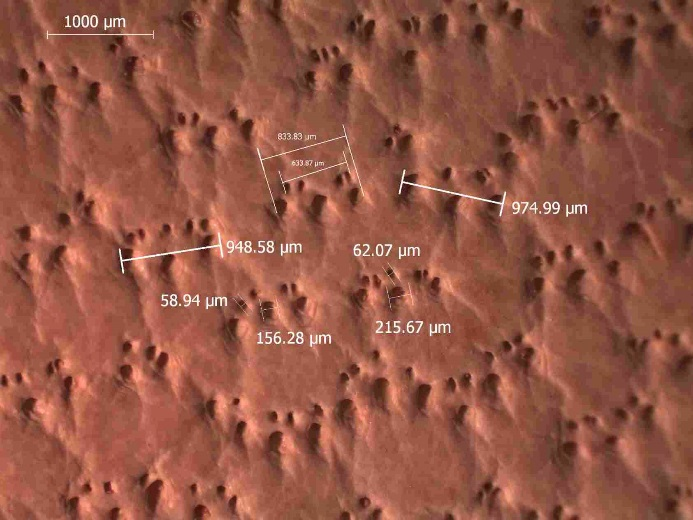 1000 µm
833.83 µm
633.87 µm
974.99 µm
948.58 µm
62.07 µm
58.94 µm
156.28 µm
215.67 µm